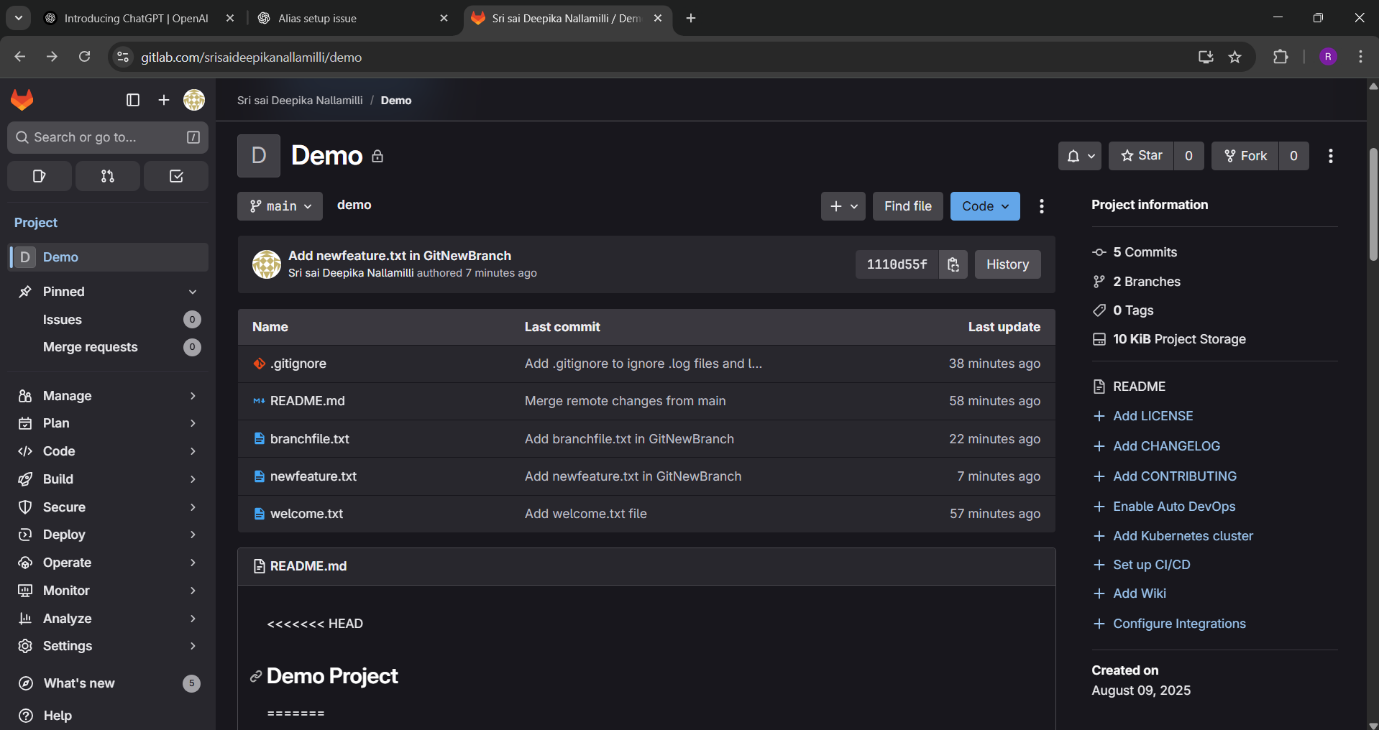 Introducing ChatGPT | OpenAI
Alias setup issue
Sri sai Deepika Nallamilli / Dem
gitlab.com/srisaideepikanallamilli/demo
R
Search or go to...
/
Project
D Demo
Pinned
Issues 0
Merge requests 0
Manage
Plan
Code
Build
Secure
Deploy
Operate
Monitor
Analyze
Settings
What's new 5
Help
Sri sai Deepika Nallamilli / Demo
D Demo
Star 0
Fork 0
main
demo
Find file
Code
Add newfeature.txt in GitNewBranch
Sri sai Deepika Nallamilli authored 7 minutes ago
1110d55f
History
Name Last commit Last update
.gitignore Add .gitignore to ignore .log files and l... 38 minutes ago
README.md Merge remote changes from main 58 minutes ago
branchfile.txt Add branchfile.txt in GitNewBranch 22 minutes ago
newfeature.txt Add newfeature.txt in GitNewBranch 7 minutes ago
welcome.txt Add welcome.txt file 57 minutes ago
README.md
<<<<<<< HEAD
Demo Project
=======
Project information
5 Commits
2 Branches
0 Tags
10 KiB Project Storage
README
Add LICENSE
Add CHANGELOG
Add CONTRIBUTING
Enable Auto DevOps
Add Kubernetes cluster
Set up CI/CD
Add Wiki
Configure Integrations
Created on
August 09, 2025